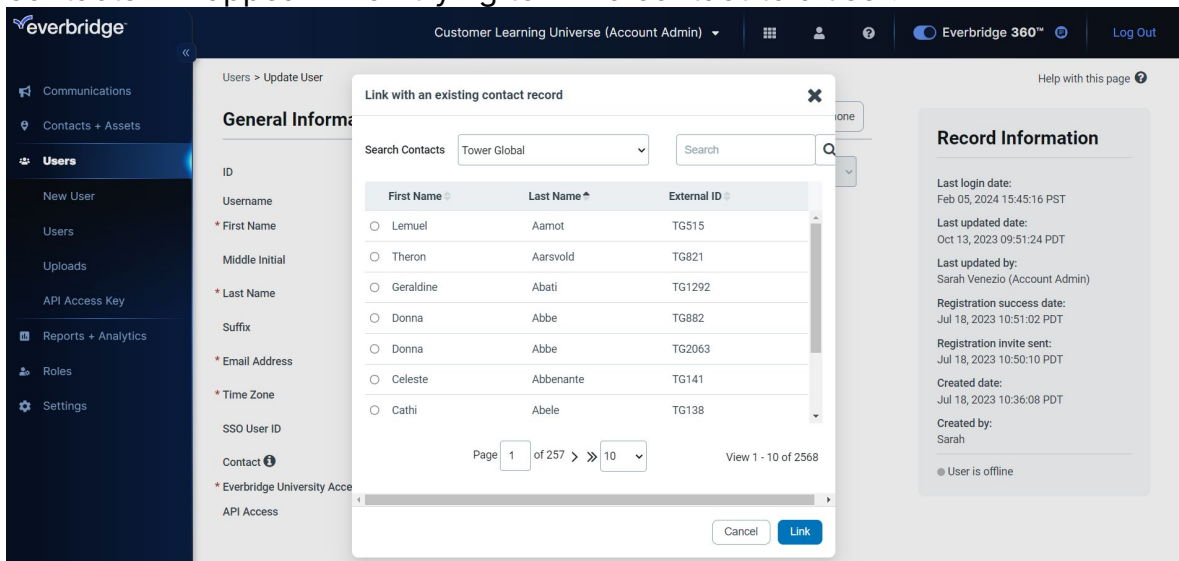 everbridge
Customer Learning Universe (Account Admin)
Everbridge 360™
Log Out
Communications
Contacts + Assets
Users
New User
Users
Uploads
API Access Key
Reports + Analytics
Roles
Settings
Users > Update User
Help with this page
General Informa
ID
Username
* First Name
Middle Initial
* Last Name
Suffix
* Email Address
* Time Zone
SSO User ID
Contact
* Everbridge University Acce
API Access
Link with an existing contact record
Search Contacts Tower Global Search
First Name Last Name External ID
Lemuel Aamot TG515
Theron Aarsvold TG821
Geraldine Abati TG1292
Donna Abbe TG882
Donna Abbe TG2063
Celeste Abbenante TG141
Cathi Abele TG138
Page 1 of 257 10 View 1 - 10 of 2568
Cancel Link
one
Record Information
Last login date:
Feb 05, 2024 15:45:16 PST
Last updated date:
Oct 13, 2023 09:51:24 PDT
Last updated by:
Sarah Venezio (Account Admin)
Registration success date:
Jul 18, 2023 10:51:02 PDT
Registration invite sent:
Jul 18, 2023 10:50:10 PDT
Created date:
Jul 18, 2023 10:36:08 PDT
Created by:
Sarah
User is offline